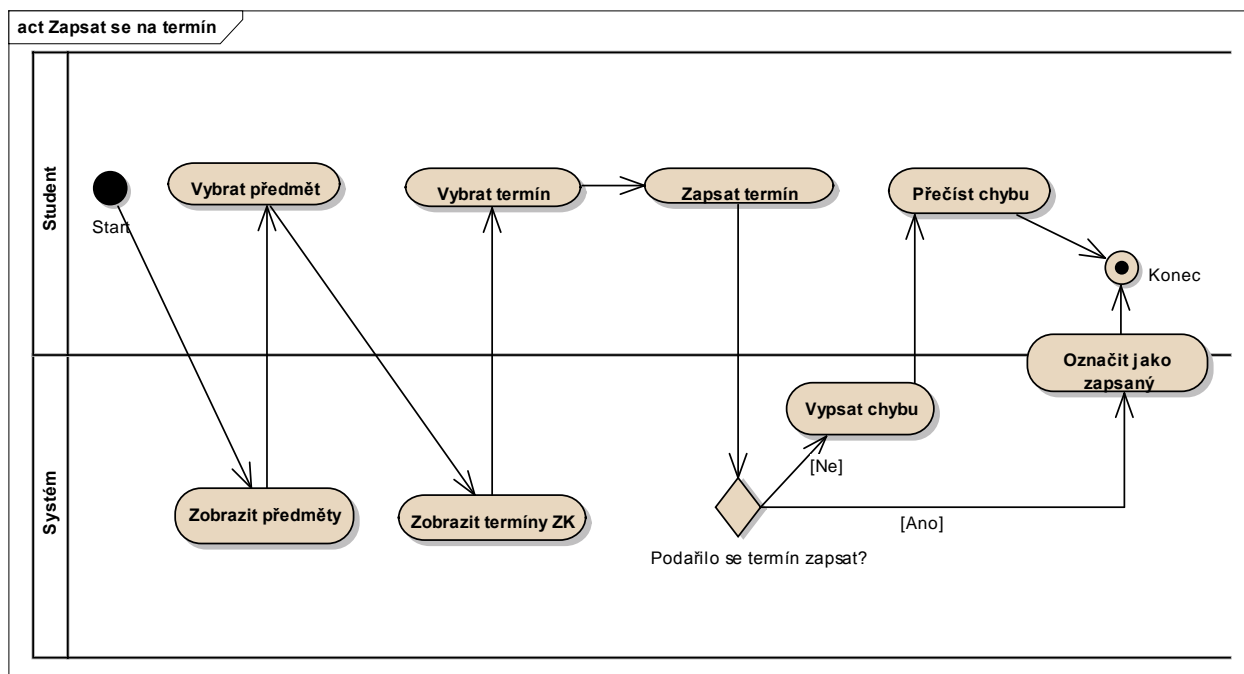 act Zapsat se na termín
Student
Start
Vybrat předmět
Vybrat termín
Zapsat termín
Přečíst chybu
Konec
Systém
Zobrazit předměty
Zobrazit termíny ZK
Vypsat chybu
Označit jako
zapsaný
[Ne]
[Ano]
Podařilo se termín zapsat?